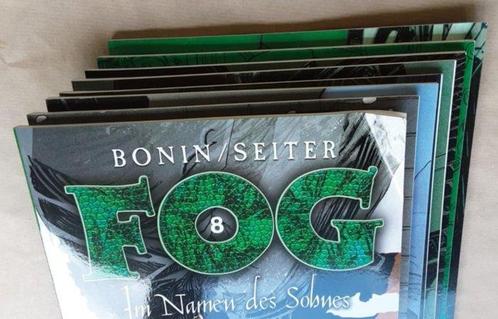 BONIN/SEITER
FOG
8
Im Namen des Sohnes